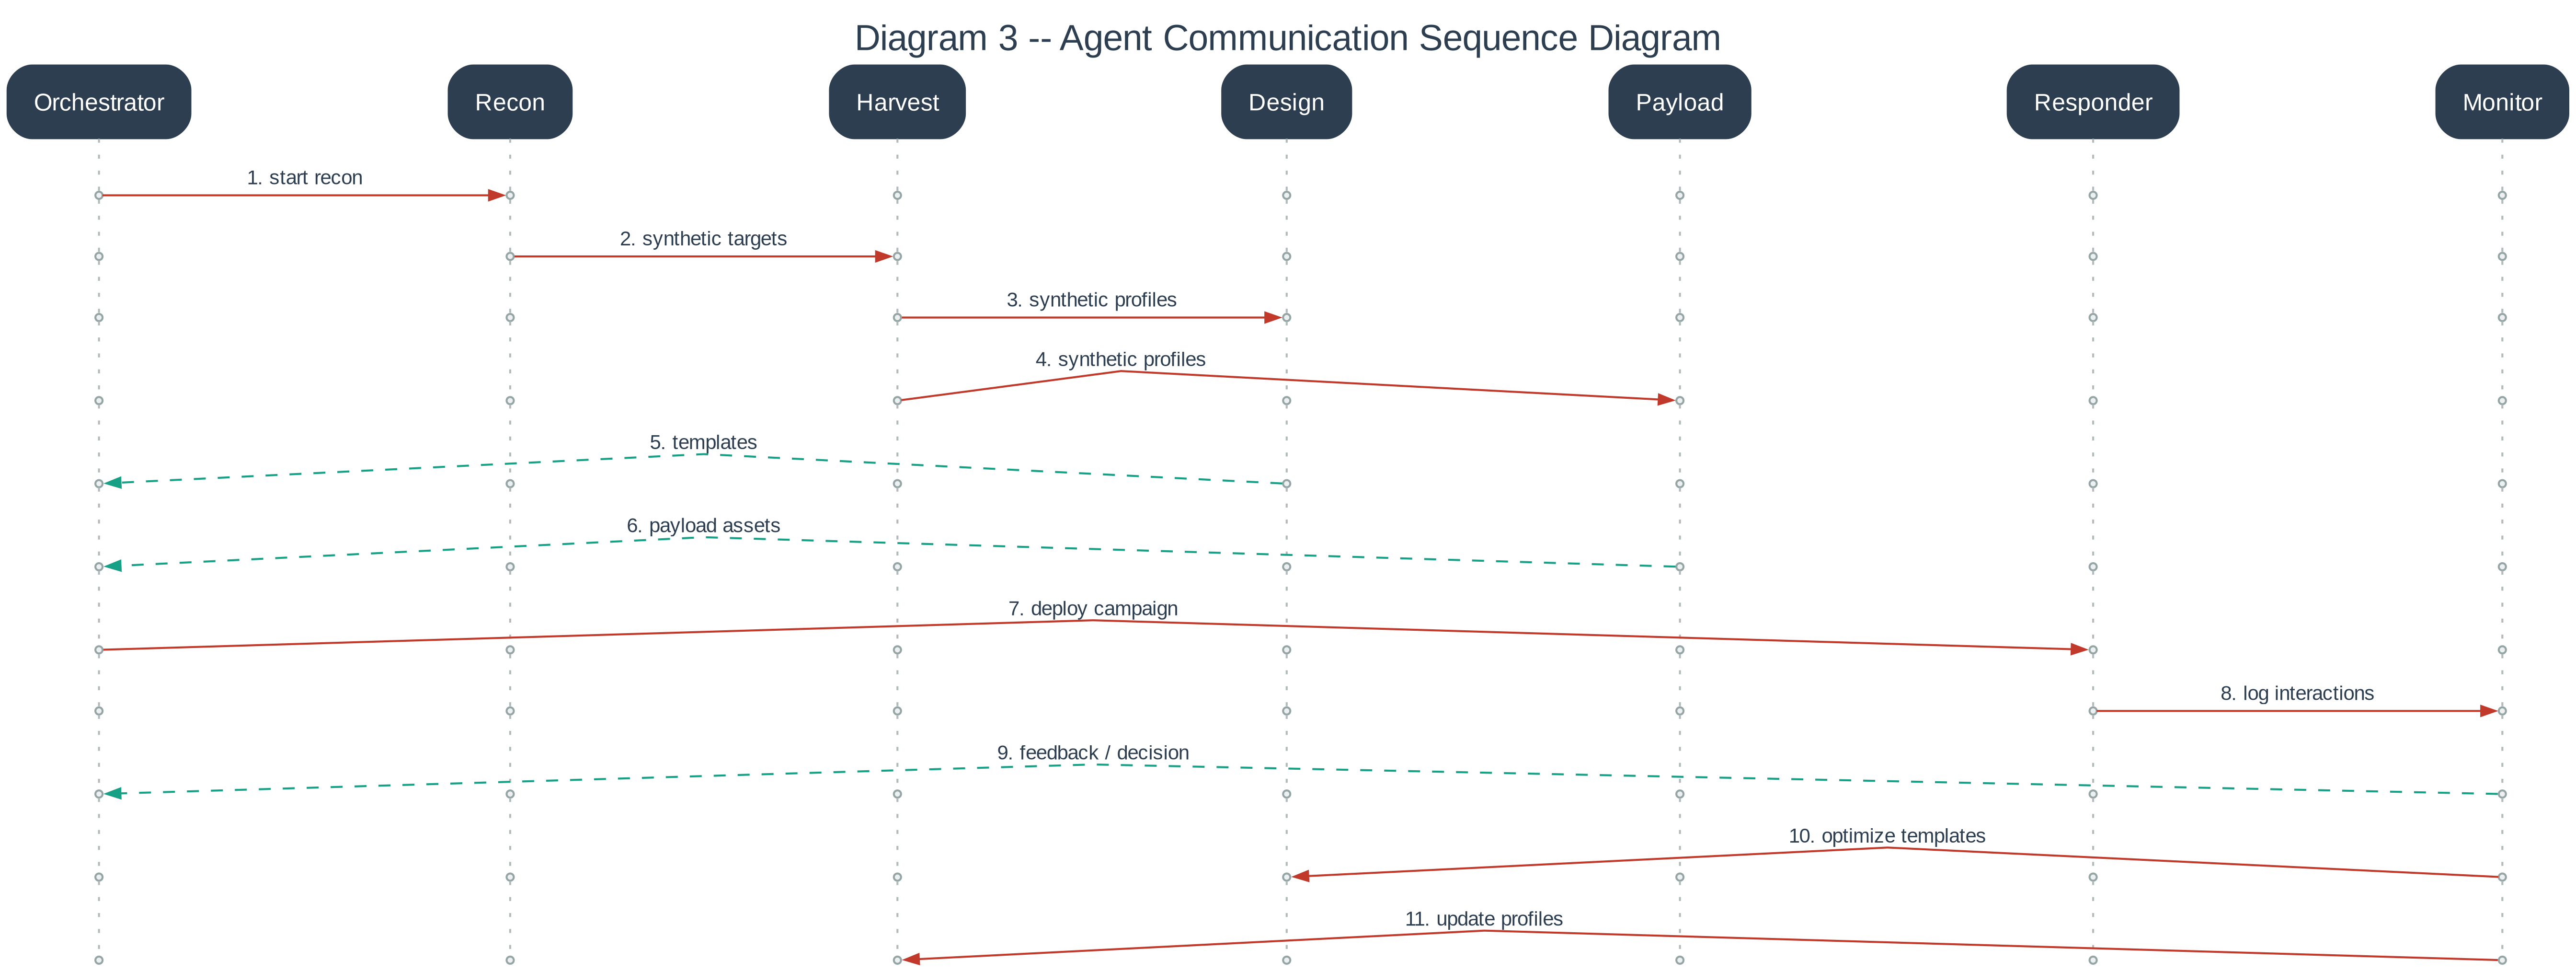 Diagram 3 -- Agent Communication Sequence Diagram
Orchestrator
Recon
Harvest
Design
Payload
Responder
Monitor
1. start recon
2. synthetic targets
3. synthetic profiles
4. synthetic profiles
5. templates
6. payload assets
7. deploy campaign
8. log interactions
9. feedback / decision
10. optimize templates
11. update profiles